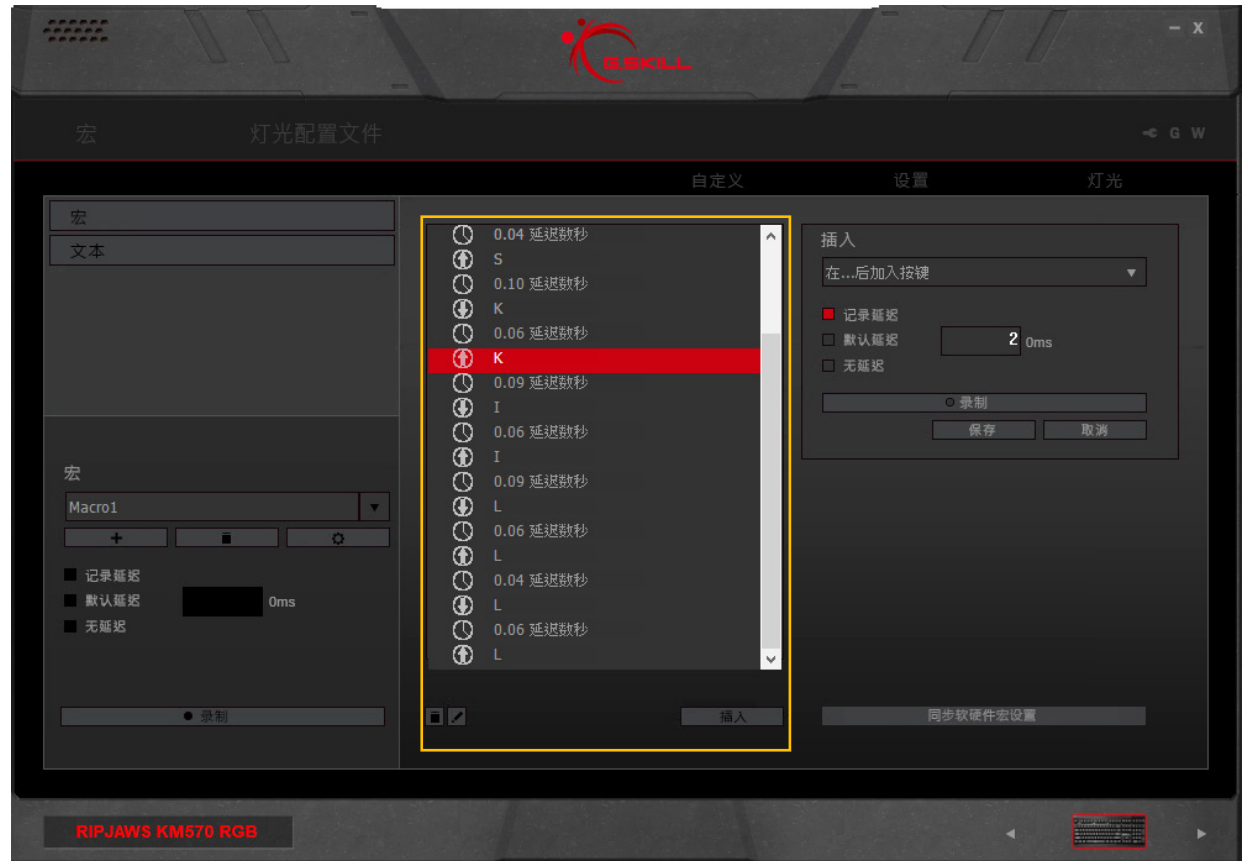 G.SKILL
- X
宏 灯光配置文件
G W
自定义 设置 灯光
宏
文本
宏
Macro1
记录延迟
默认延迟 0ms
无延迟
录制
0.04 延迟数秒
S
0.10 延迟数秒
K
0.06 延迟数秒
K
0.09 延迟数秒
I
0.06 延迟数秒
I
0.09 延迟数秒
L
0.06 延迟数秒
L
0.04 延迟数秒
L
0.06 延迟数秒
L
插入
插入
在...后加入按键
记录延迟
默认延迟 2 0ms
无延迟
录制
保存 取消
同步软硬件宏设置
RIPJAWS KM570 RGB